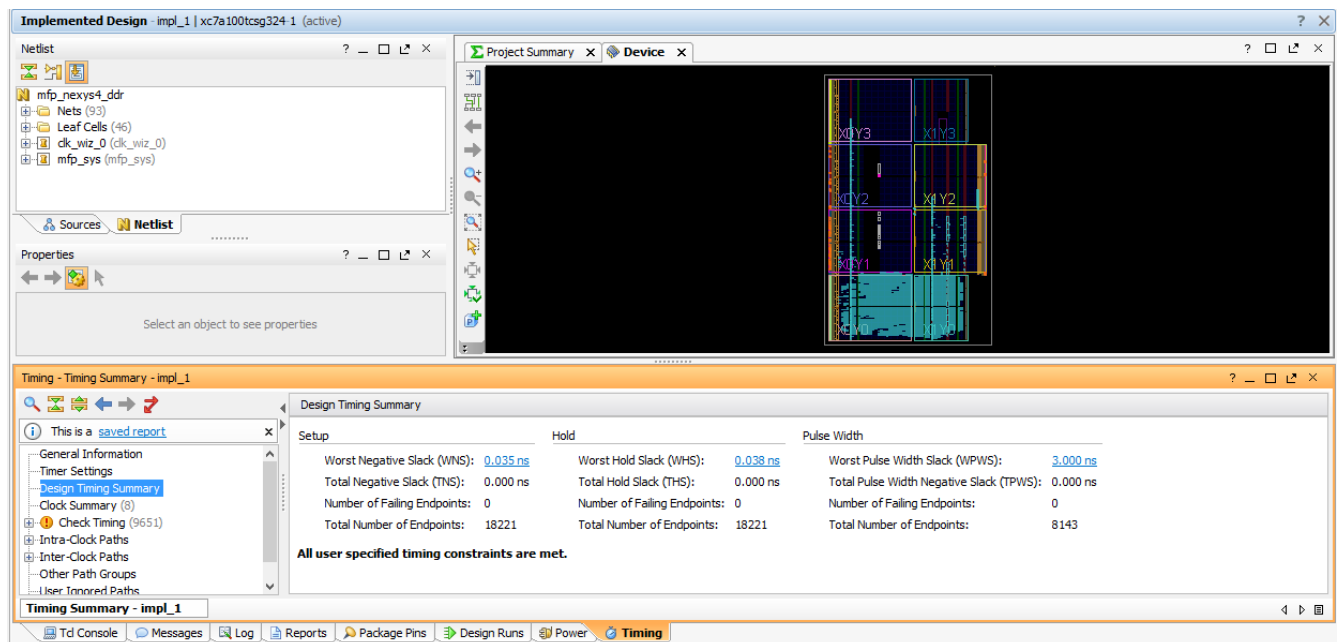 Implemented Design - impl_1 | xc7a100tcsg324-1 (active)
Netlist
mfp_nexys4_ddr
Nets (93)
Leaf Cells (46)
clk_wiz_0 (clk_wiz_0)
mfp_sys (mfp_sys)
Sources Netlist
Properties
Select an object to see properties
Project Summary Device
X0Y3 X1Y3
X0Y2 X1Y2
X0Y1 X1Y1
X0Y0 X1Y0
Timing - Timing Summary - impl_1
This is a saved report
General Information
Timer Settings
Design Timing Summary
Clock Summary (8)
Check Timing (9651)
Intra-Clock Paths
Inter-Clock Paths
Other Path Groups
User Ignored Paths
Design Timing Summary
Setup Hold Pulse Width
Worst Negative Slack (WNS): 0.035 ns Worst Hold Slack (WHS): 0.038 ns Worst Pulse Width Slack (WPWS): 3.000 ns
Total Negative Slack (TNS): 0.000 ns Total Hold Slack (THS): 0.000 ns Total Pulse Width Negative Slack (TPWS): 0.000 ns
Number of Failing Endpoints: 0 Number of Failing Endpoints: 0 Number of Failing Endpoints: 0
Total Number of Endpoints: 18221 Total Number of Endpoints: 18221 Total Number of Endpoints: 8143
All user specified timing constraints are met.
Timing Summary - impl_1
Tcl Console Messages Log Reports Package Pins Design Runs Power Timing